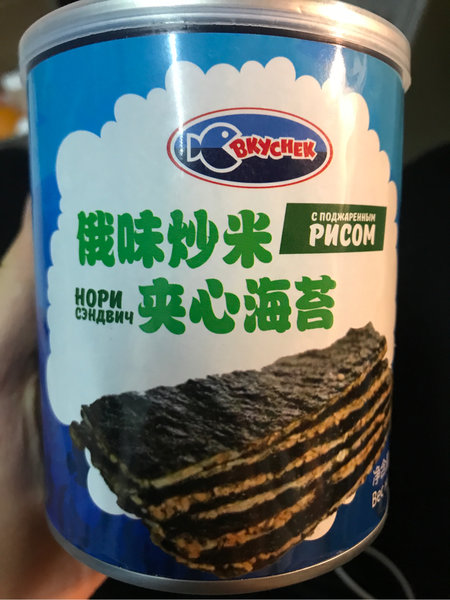 ВКУСНЕК
俄味炒米
С ПОДЖАРЕННЫМ
РИСОМ
НОРИ
СЭНДВИЧ
夹心海苔